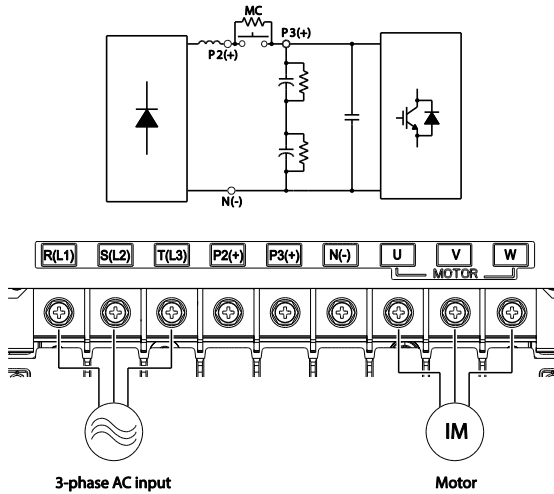 MC
P2(+)
P3(+)
N(-)
R(L1) S(L2) T(L3) P2(+) P3(+) N(-) U V W
MOTOR
IM
3-phase AC input Motor